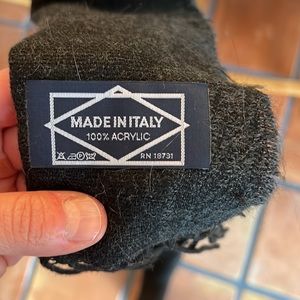 MADE IN ITALY
100% ACRYLIC
RN 18731